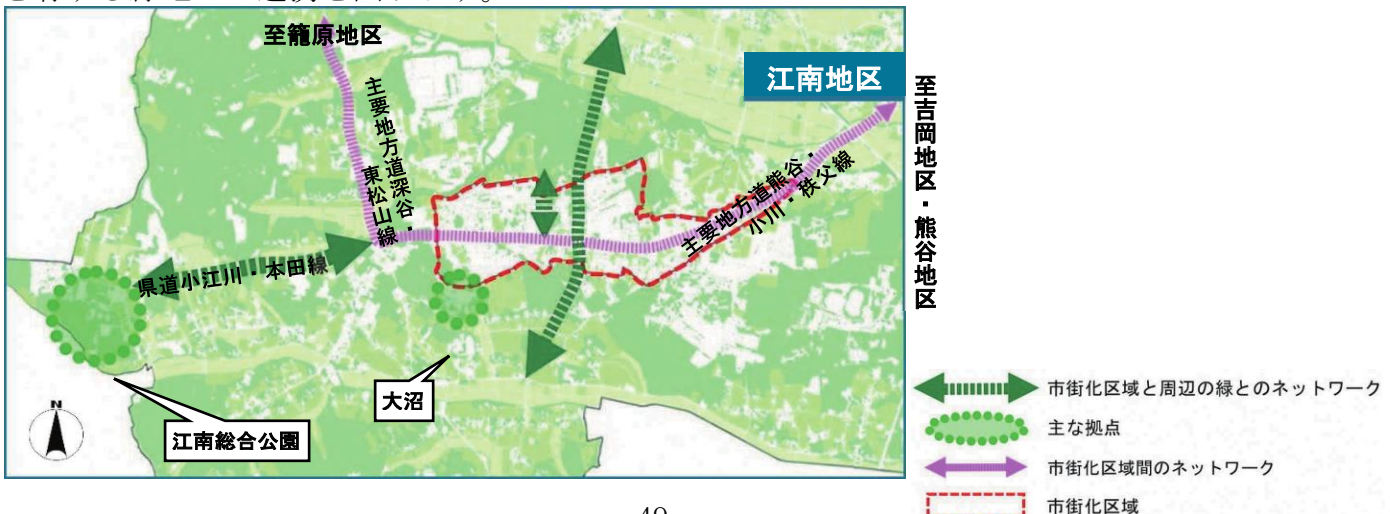 至籠原地区
江南地区
至吉岡地区・熊谷地区
主要地方道深谷・
東松山線
主要地方道熊谷・
小川・秩父線
県道小江川・本田線
大沼
江南総合公園
N
市街化区域と周辺の緑とのネットワーク
主な拠点
市街化区域間のネットワーク
市街化区域